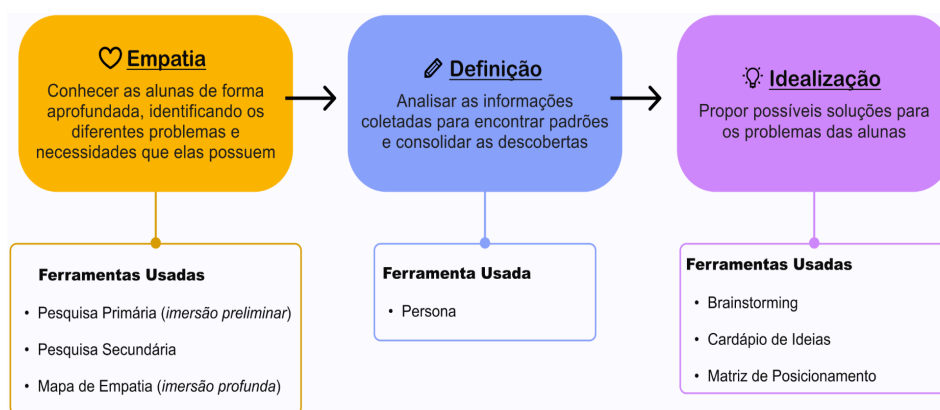 Empatia
Conhecer as alunas de forma
aprofundada, identificando os
diferentes problemas e
necessidades que elas possuem
Definição
Analisar as informações
coletadas para encontrar padrões
e consolidar as descobertas
Idealização
Propor possíveis soluções para
os problemas das alunas
Ferramentas Usadas
• Pesquisa Primária (imersão preliminar)
• Pesquisa Secundária
• Mapa de Empatia (imersão profunda)
Ferramenta Usada
• Persona
Ferramentas Usadas
• Brainstorming
• Cardápio de Ideias
• Matriz de Posicionamento